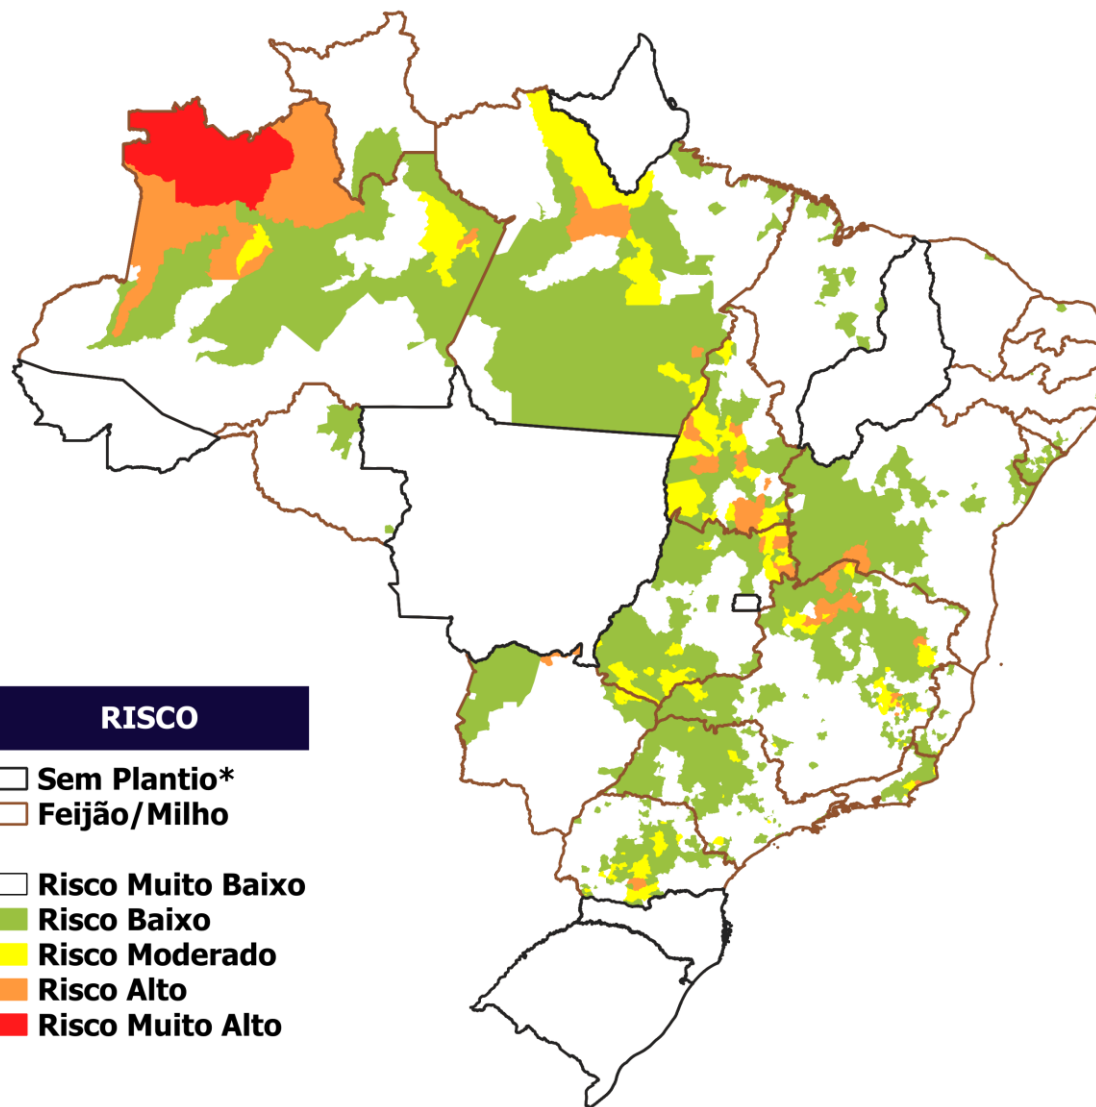 RISCO
Sem Plantio*
Feijão/Milho
Risco Muito Baixo
Risco Baixo
Risco Moderado
Risco Alto
Risco Muito Alto